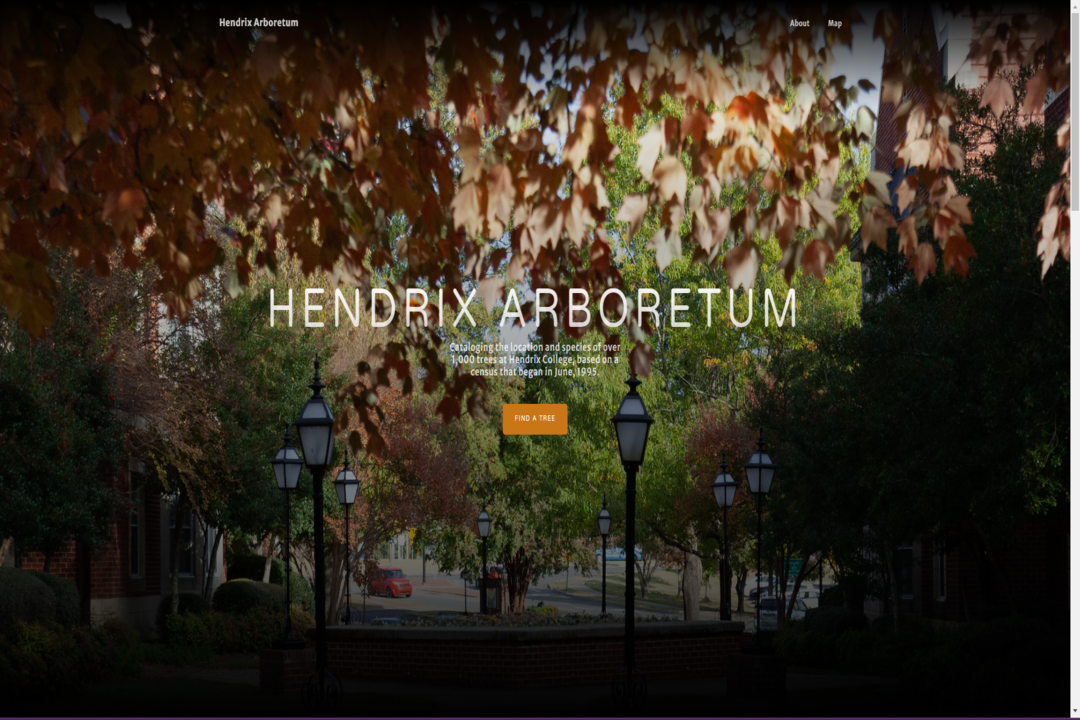 Hendrix Arboretum
About
Map
HENDRIX ARBORETUM
Cataloging the location and species of over
1,000 trees at Hendrix College, based on a
census that began in June, 1995.
FIND A TREE